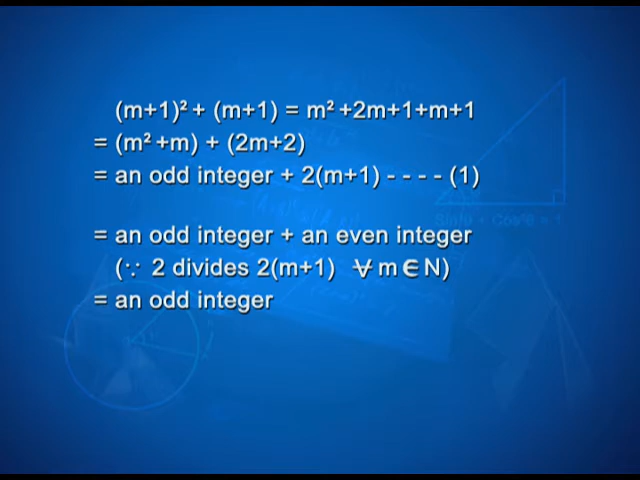 (m+1)² + (m+1) = m² +2m+1+m+1
= (m² +m) + (2m+2)
= an odd integer + 2(m+1) - - - - (1)
= an odd integer + an even integer
(∵ 2 divides 2(m+1) ∀ m ∈ N)
= an odd integer